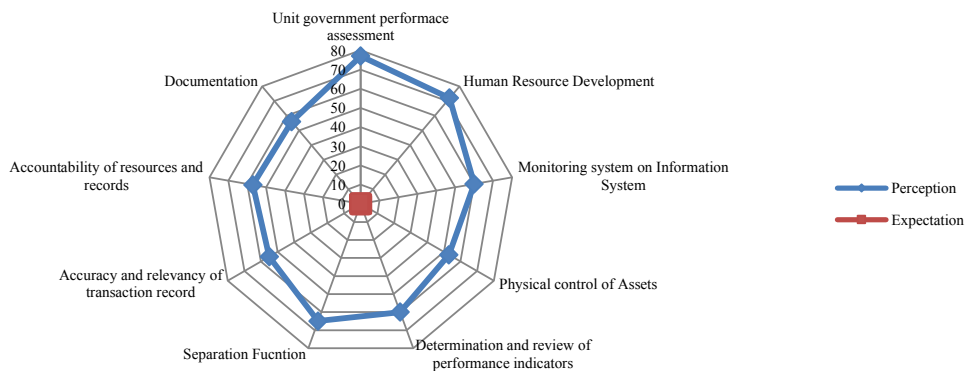 Unit government performace
assessment
80
70
60
50
40
30
20
10
0
Human Resource Development
Monitoring system on Information
System
Physical control of Assets
Determination and review of
performance indicators
Separation Fucntion
Accuracy and relevancy of
transaction record
Accountability of resources and
records
Documentation
Perception
Expectation